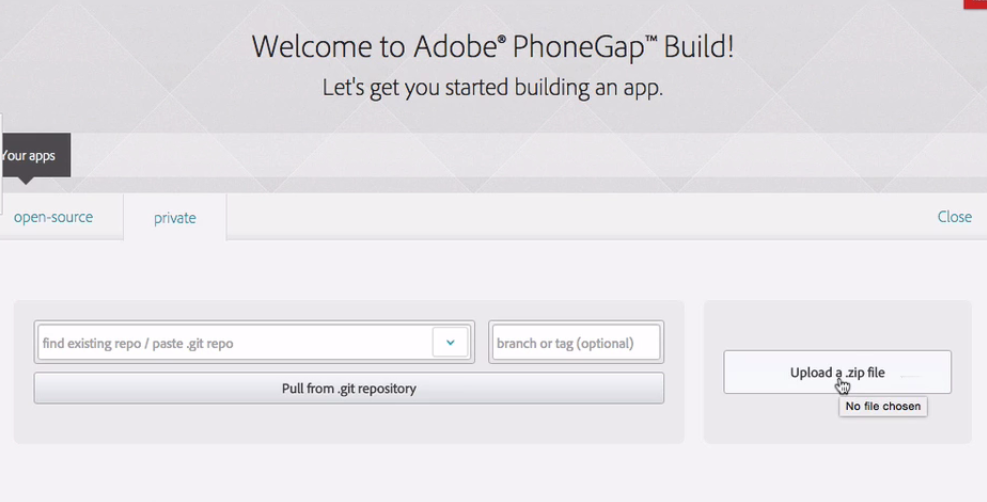 Welcome to Adobe® PhoneGap™ Build!
Let's get you started building an app.
Your apps
open-source
private
Close
find existing repo / paste .git repo
branch or tag (optional)
Upload a .zip file
Pull from .git repository
No file chosen